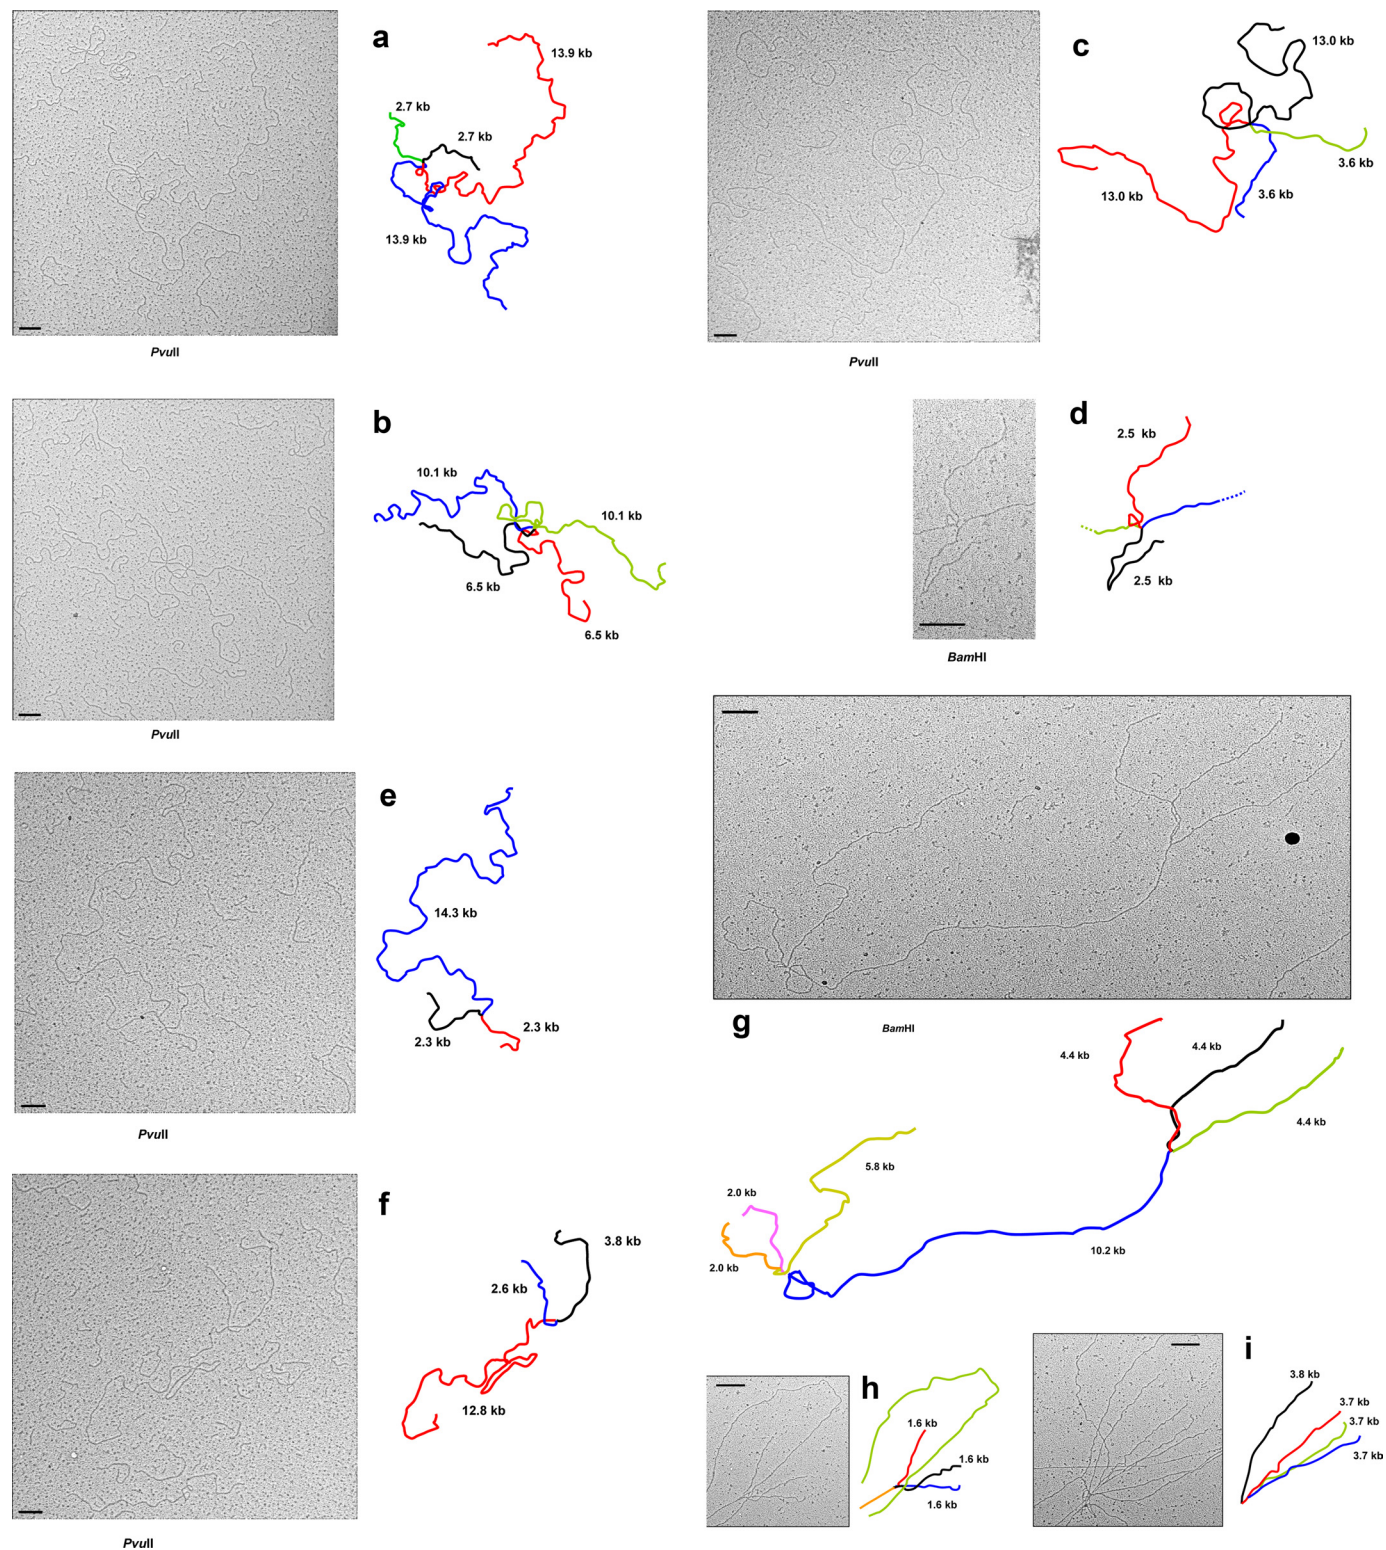 a
13.9 kb
2.7 kb
2.7 kb
13.9 kb
PvuII
c
13.0 kb
3.6 kb
13.0 kb
3.6 kb
PvuII
b
10.1 kb
10.1 kb
6.5 kb
6.5 kb
PvuII
d
2.5 kb
2.5 kb
BamHI
e
14.3 kb
2.3 kb
2.3 kb
PvuII
g
BamHI
4.4 kb
4.4 kb
4.4 kb
5.8 kb
2.0 kb
2.0 kb
10.2 kb
f
3.8 kb
2.6 kb
12.8 kb
PvuII
h
1.6 kb
1.6 kb
1.6 kb
i
3.8 kb
3.7 kb
3.7 kb
3.7 kb